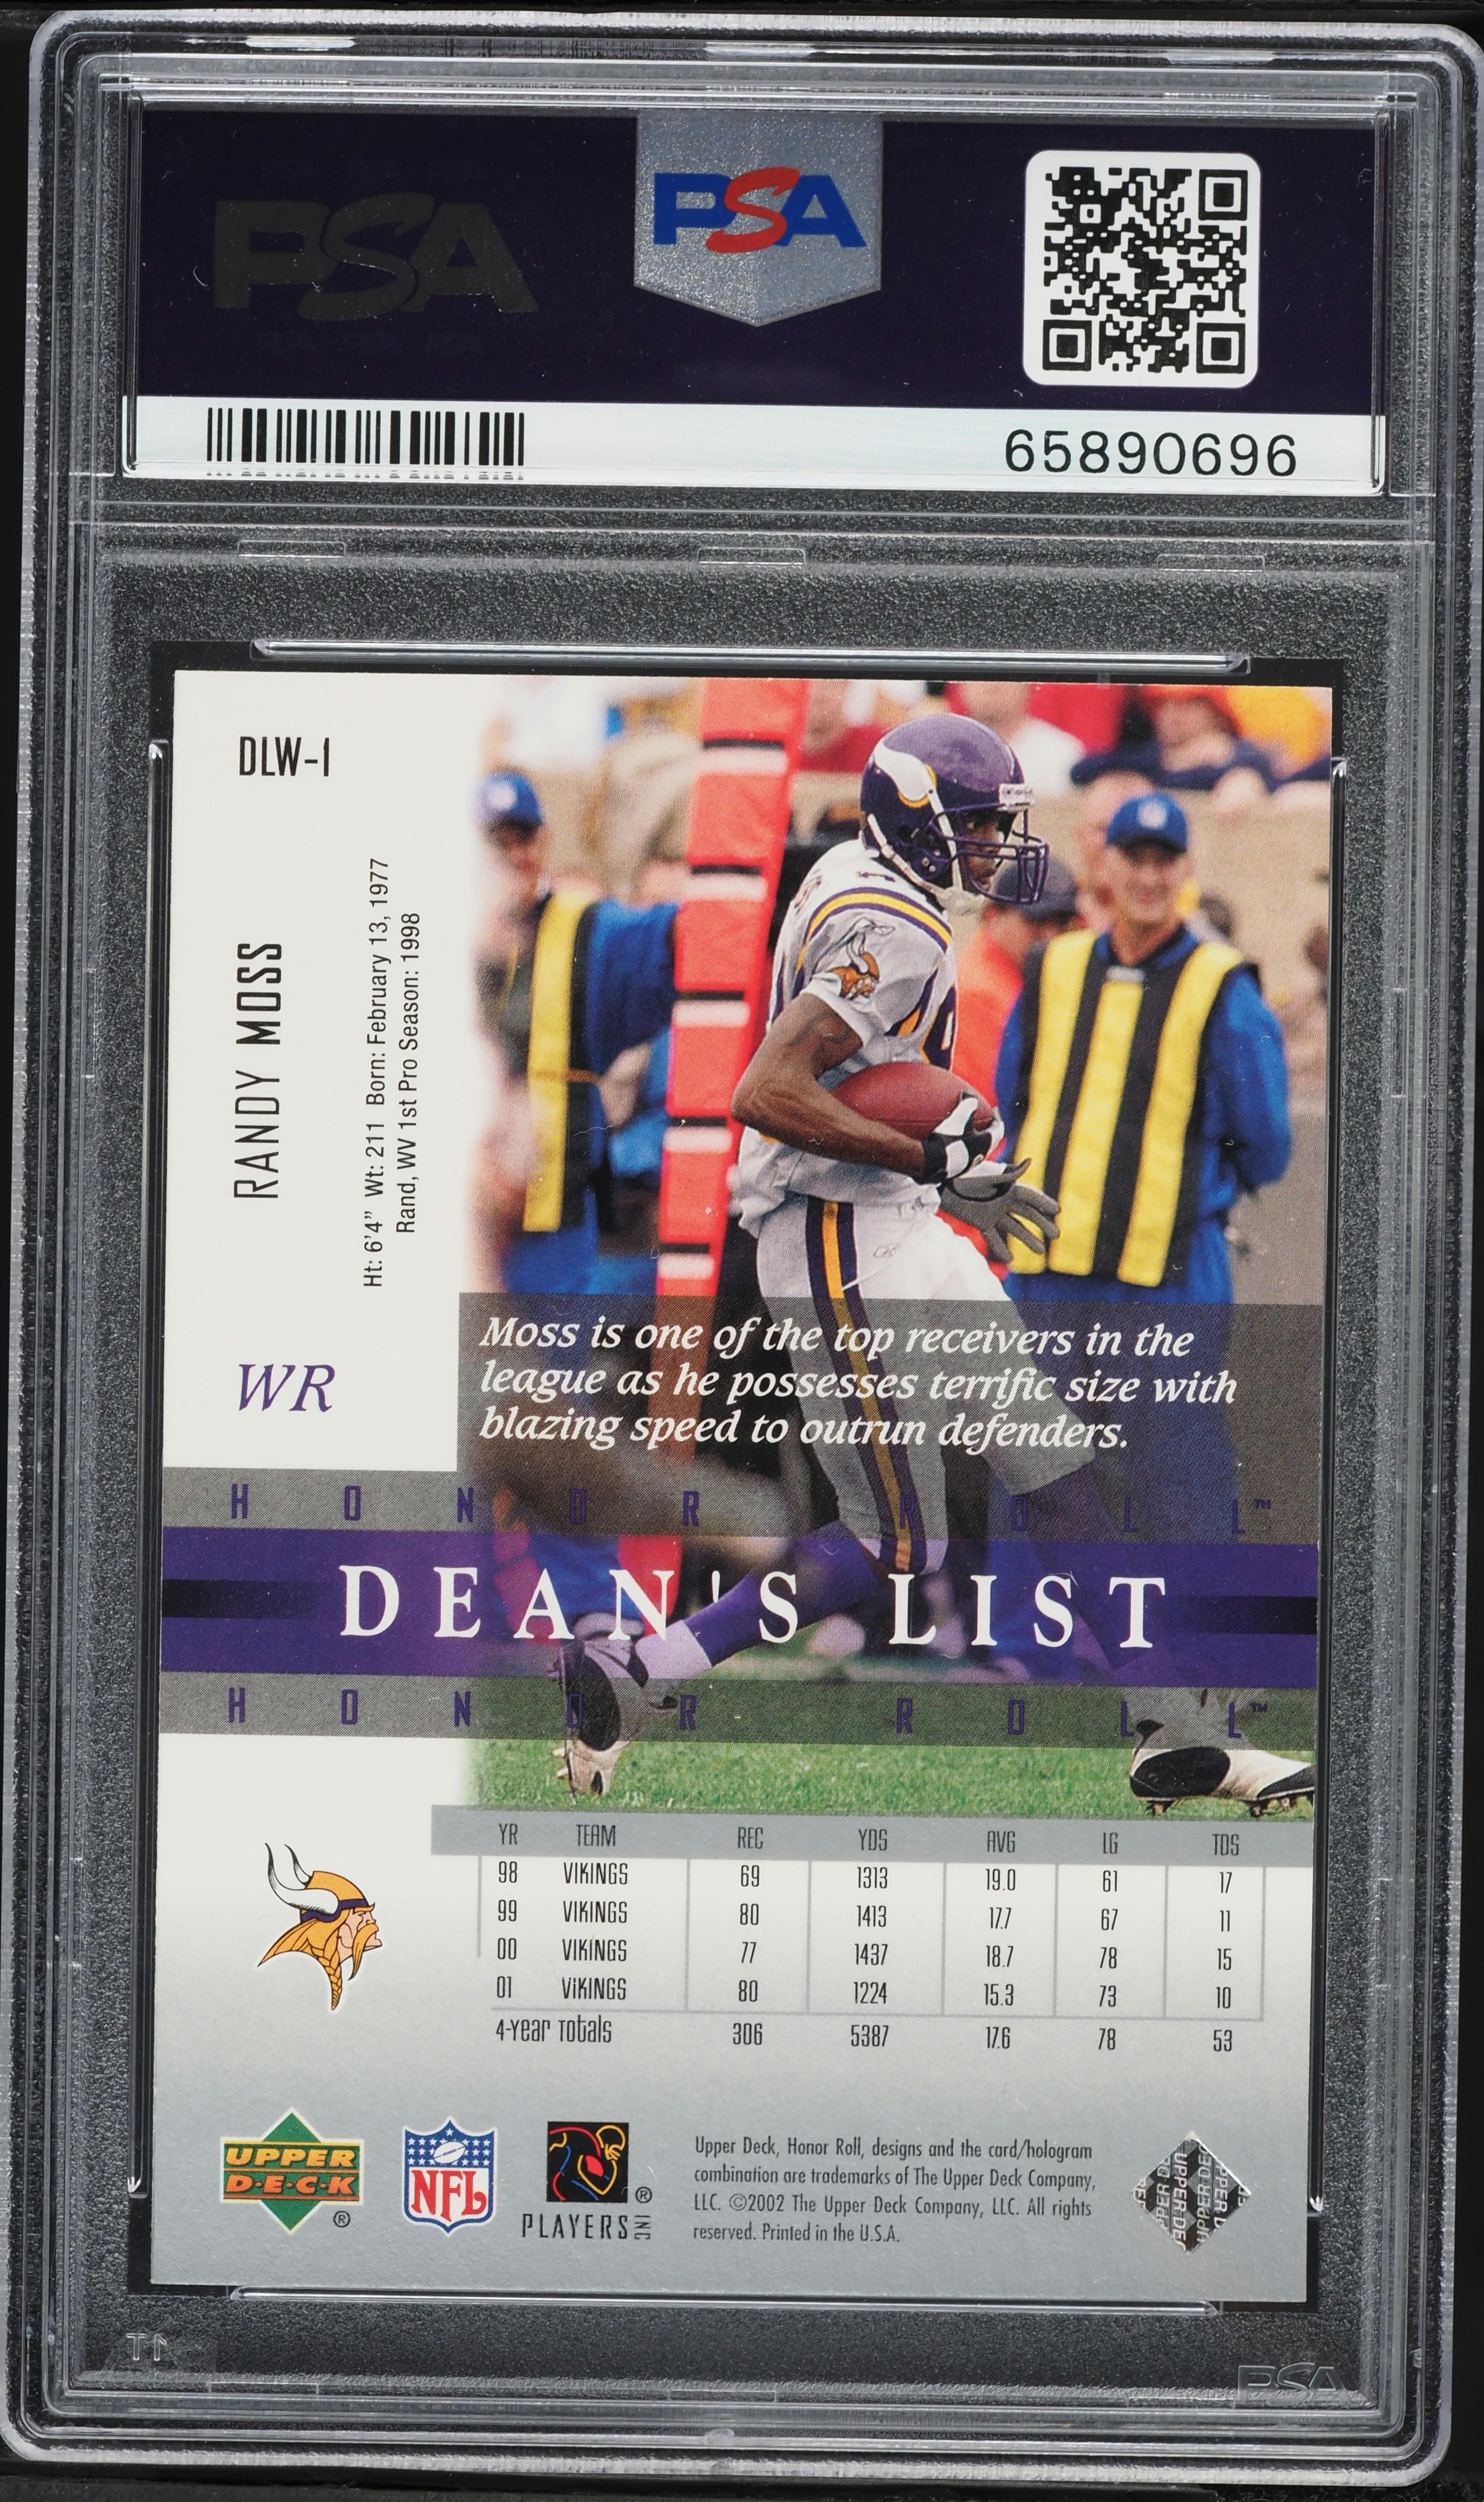 PSA
PSA
65890696
DLW-1
RANDY MOSS
Ht: 6'4" Wt: 211 Born: February 13, 1977
Rand, WV 1st Pro Season: 1998
WR
Moss is one of the top receivers in the
league as he possesses terrific size with
blazing speed to outrun defenders.
HONOR ROLL™
DEAN'S LIST
HONOR ROLL™
YR TEAM REC YDS AVG LG TDS
98 VIKINGS 69 1313 19.0 61 17
99 VIKINGS 80 1413 17.7 67 11
00 VIKINGS 77 1437 18.7 78 15
01 VIKINGS 80 1224 15.3 73 10
4-Year Totals 306 5387 17.6 78 53
UPPER
D·E·C·K
®
NFL
®
PLAYERS INC
Upper Deck, Honor Roll, designs and the card/hologram
combination are trademarks of The Upper Deck Company,
LLC. ©2002 The Upper Deck Company, LLC. All rights
reserved. Printed in the U.S.A.
PSA